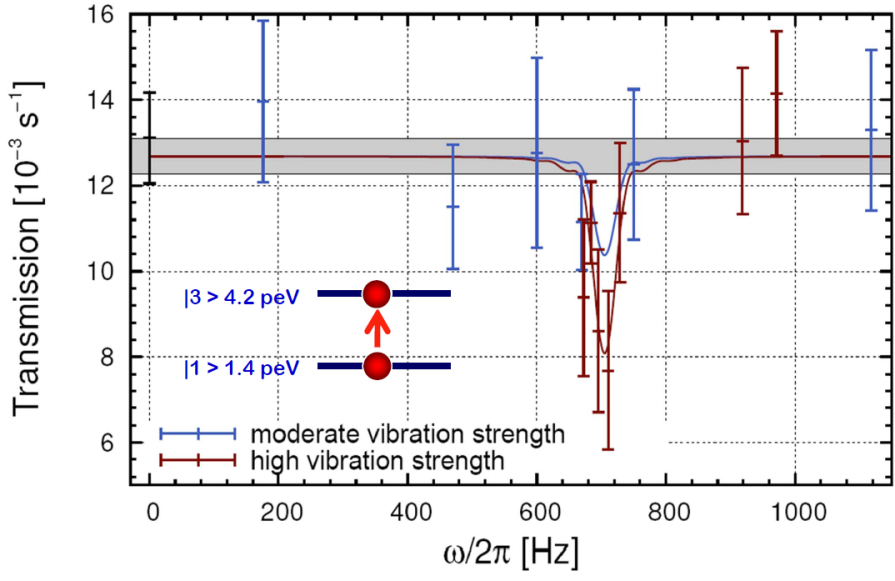 16
14
12
10
8
6
Transmission [10⁻³ s⁻¹]
|3 > 4.2 peV
|1 > 1.4 peV
moderate vibration strength
high vibration strength
0 200 400 600 800 1000
ω/2π [Hz]